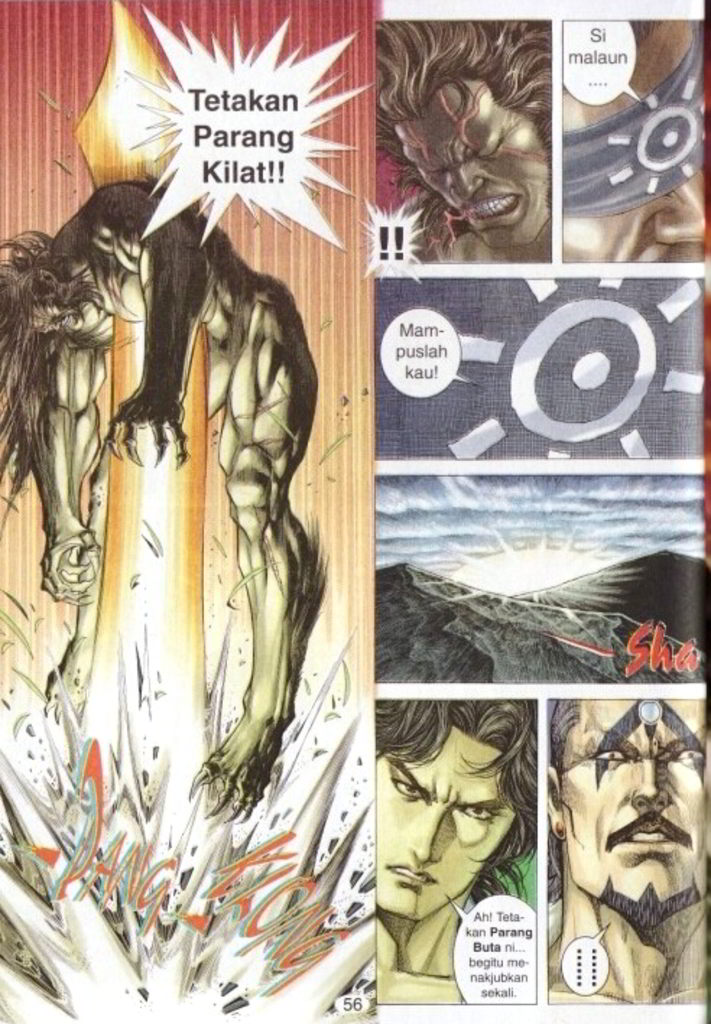 Tetakan
Parang
Kilat!!
!!
Si
malaun
....
Mam-
puslah
kau!
Sha
PANG
KLONG
Ah! Teta-
kan Parang
Buta ni...
begitu me-
nakjubkan
sekali.
56